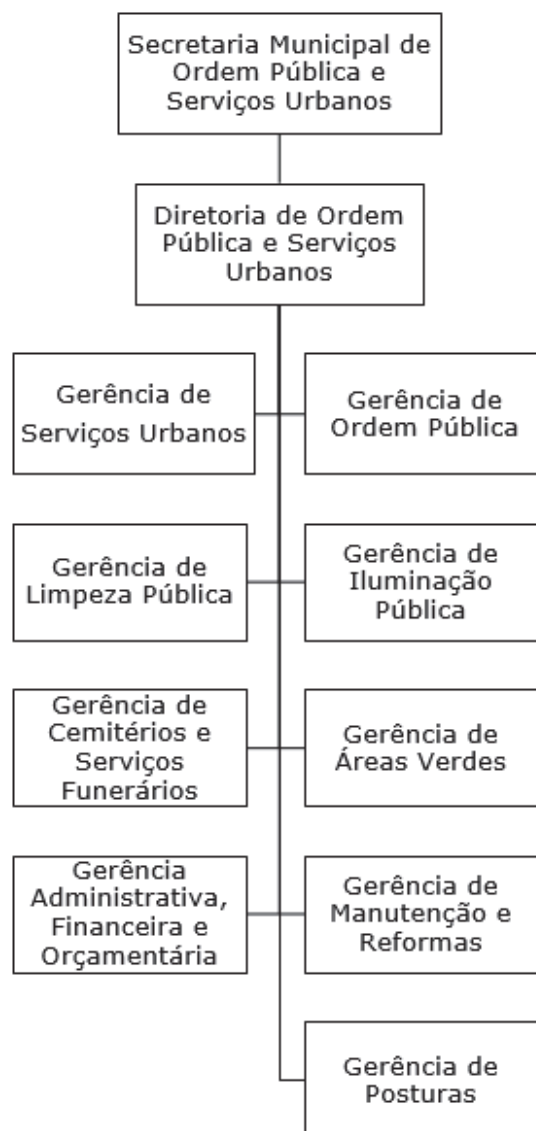 Secretaria Municipal de
Ordem Pública e
Serviços Urbanos
Diretoria de Ordem
Pública e Serviços
Urbanos
Gerência de
Serviços Urbanos
Gerência de
Ordem Pública
Gerência de
Limpeza Pública
Gerência de
Iluminação
Pública
Gerência de
Cemitérios e
Serviços
Funerários
Gerência de
Áreas Verdes
Gerência
Administrativa,
Financeira e
Orçamentária
Gerência de
Manutenção e
Reformas
Gerência de
Posturas